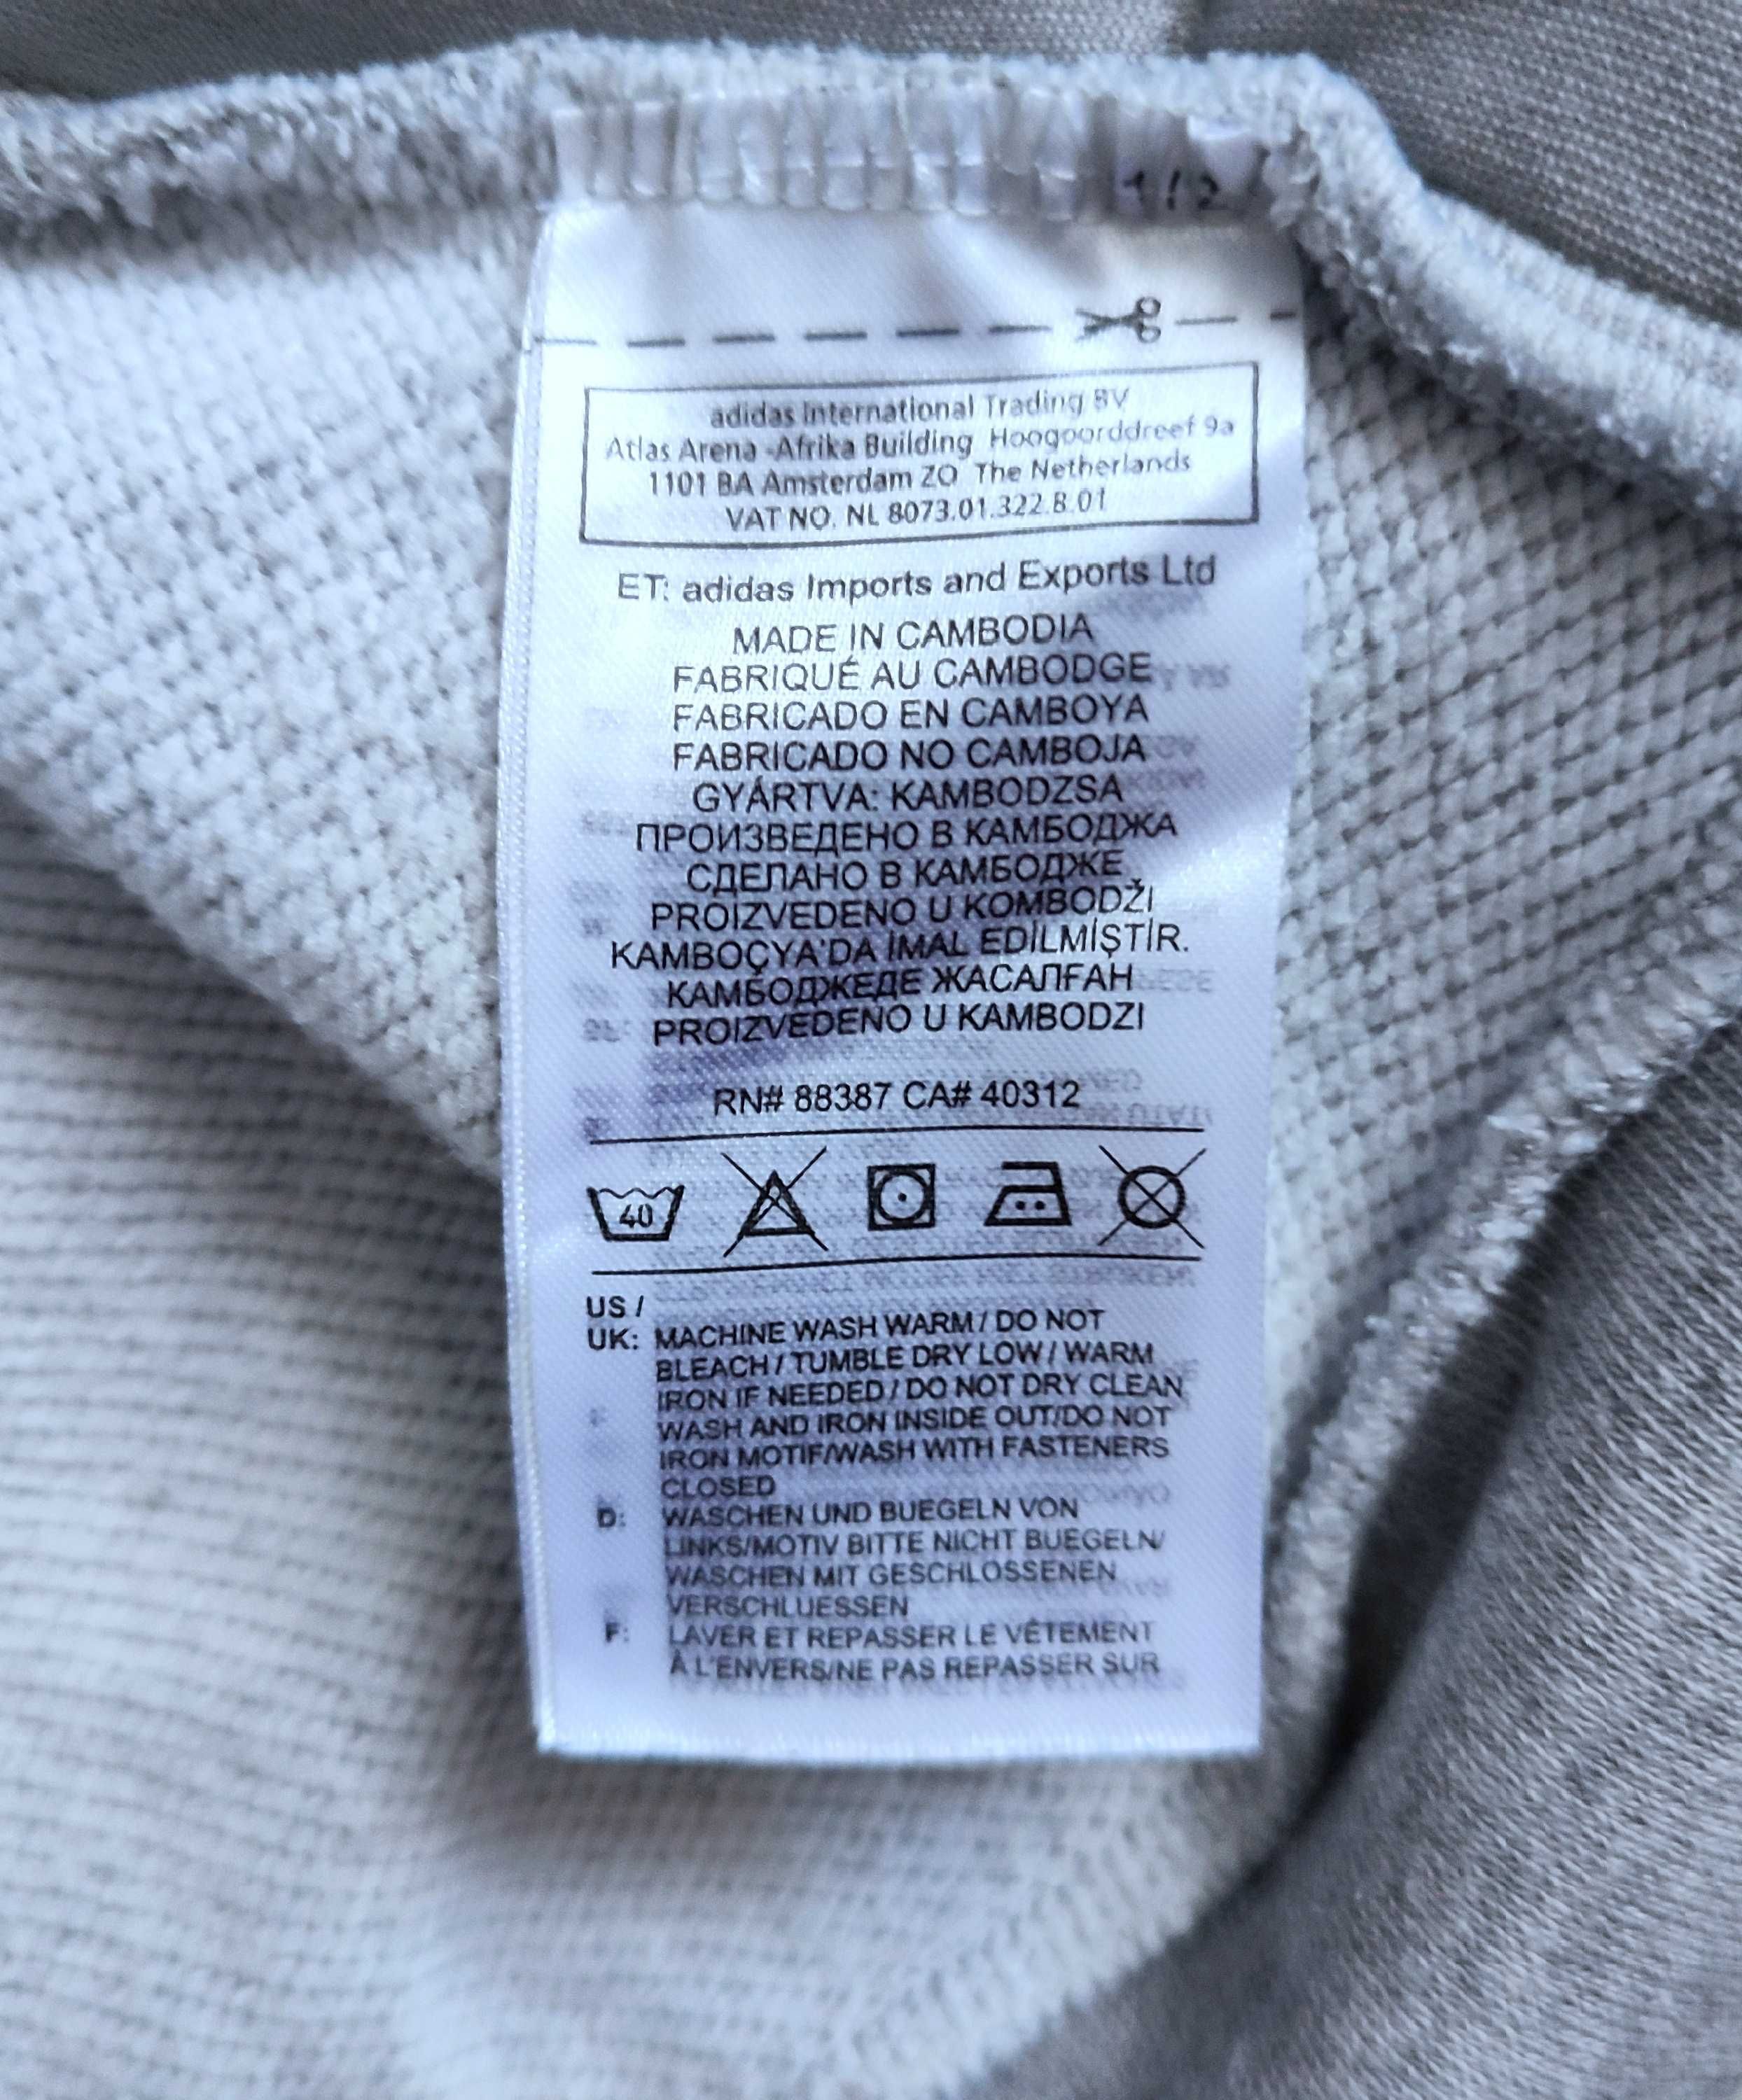 1/2
adidas International Trading BV
Atlas Arena -Afrika Building Hoogoorddreef 9a
1101 BA Amsterdam ZO The Netherlands
VAT NO. NL 8073.01.322.B.01
ET: adidas Imports and Exports Ltd
MADE IN CAMBODIA
FABRIQUÉ AU CAMBODGE
FABRICADO EN CAMBOYA
FABRICADO NO CAMBOJA
GYÁRTVA: KAMBODZSA
ПРОИЗВЕДЕНО В КАМБОДЖА
СДЕЛАНО В КАМБОДЖЕ
PROIZVEDENO U KOMBODŽI
KAMBOÇYA'DA İMAL EDİLMİŞTİR.
КАМБОДЖЕДЕ ЖАСАЛҒАН
PROIZVEDENO U KAMBODZI
RN# 88387 CA# 40312
40
US /
UK: MACHINE WASH WARM / DO NOT
BLEACH / TUMBLE DRY LOW / WARM
IRON IF NEEDED / DO NOT DRY CLEAN
WASH AND IRON INSIDE OUT/DO NOT
IRON MOTIF/WASH WITH FASTENERS
CLOSED
D: WASCHEN UND BUEGELN VON
LINKS/MOTIV BITTE NICHT BUEGELN/
WASCHEN MIT GESCHLOSSENEN
VERSCHLUESSEN
F: LAVER ET REPASSER LE VÊTEMENT
À L'ENVERS/NE PAS REPASSER SUR